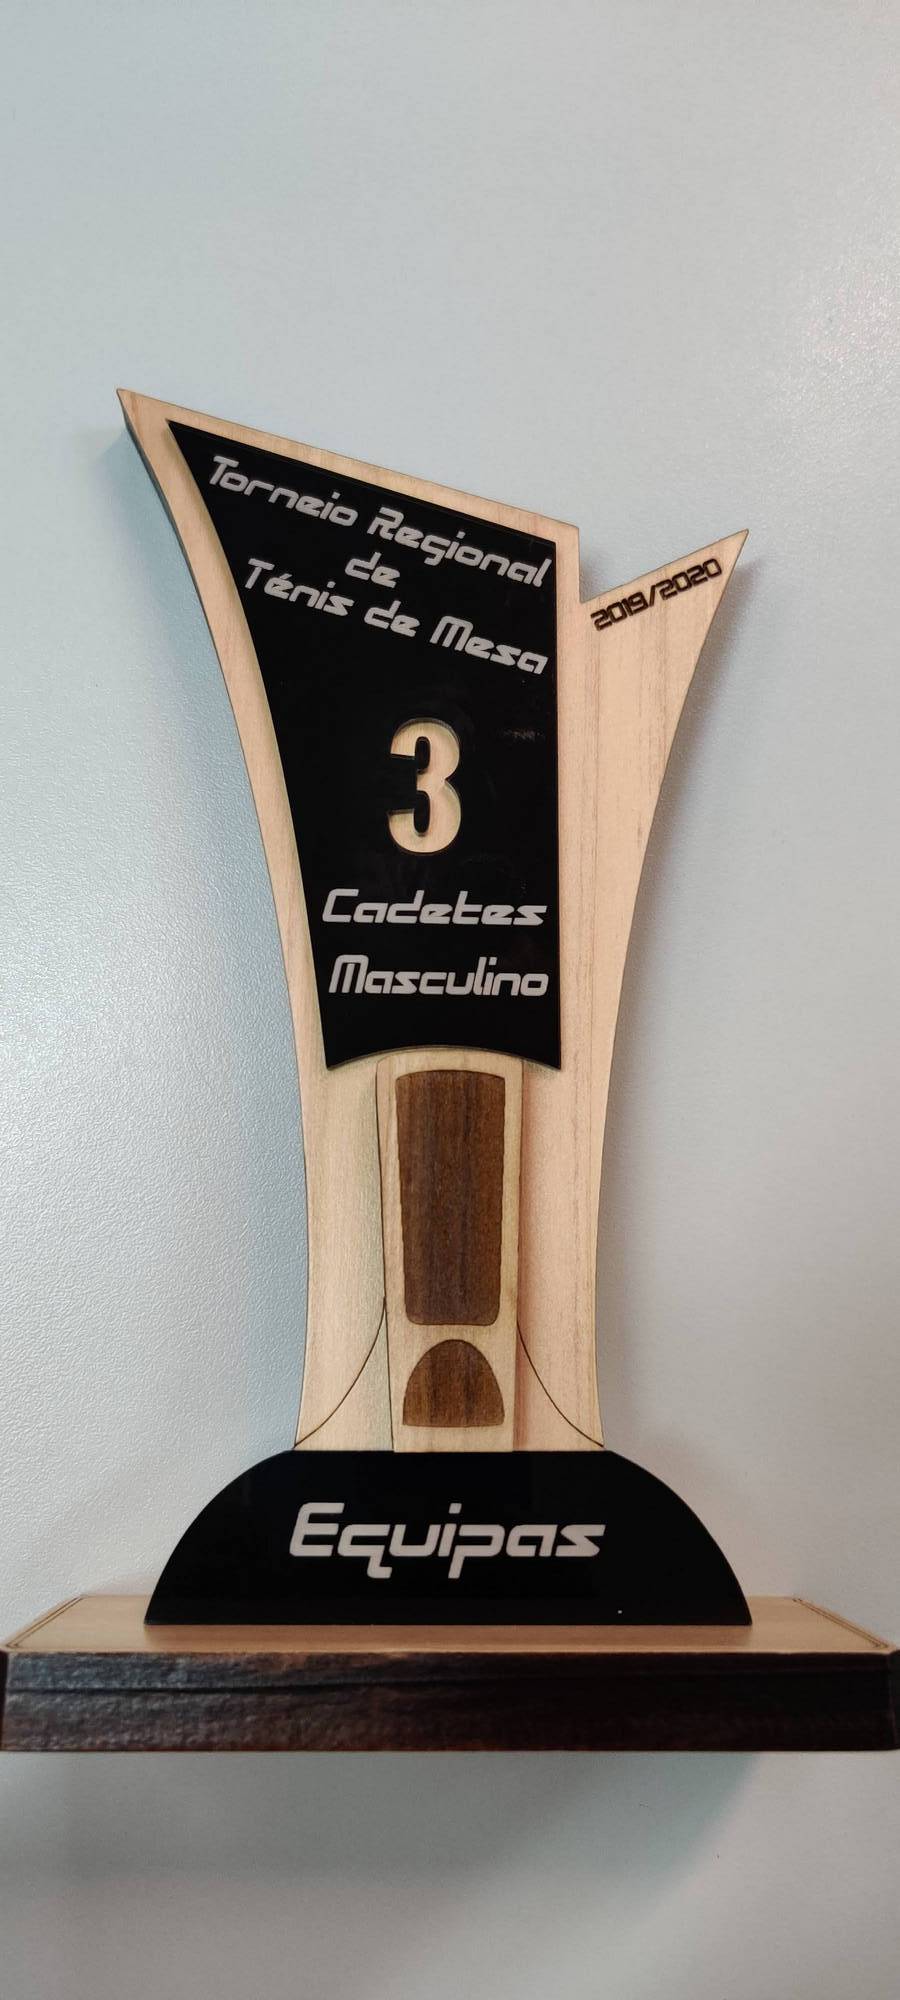 Torneio Regional
de
Ténis de Mesa
2019/2020
3
Cadetes
Masculino
Equipas